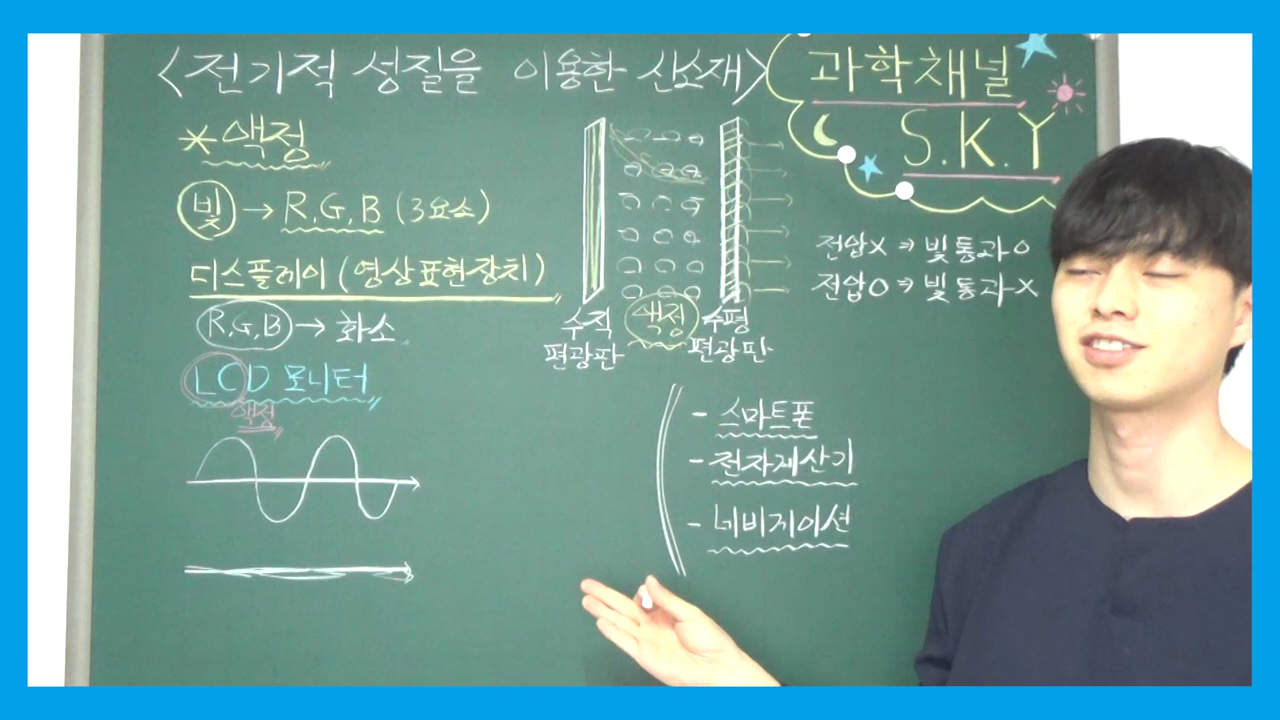 <전기적 성질을 이용한 신소재>
과학채널
S.K.Y
*액정
빛 → R,G,B (3요소)
디스플레이 (영상표현장치)
R,G,B → 화소
LCD 모니터
액정
수직
편광판
액정
수평
편광판
전압X ⇒ 빛통과O
전압O ⇒ 빛통과X
- 스마트폰
- 전자계산기
- 네비게이션